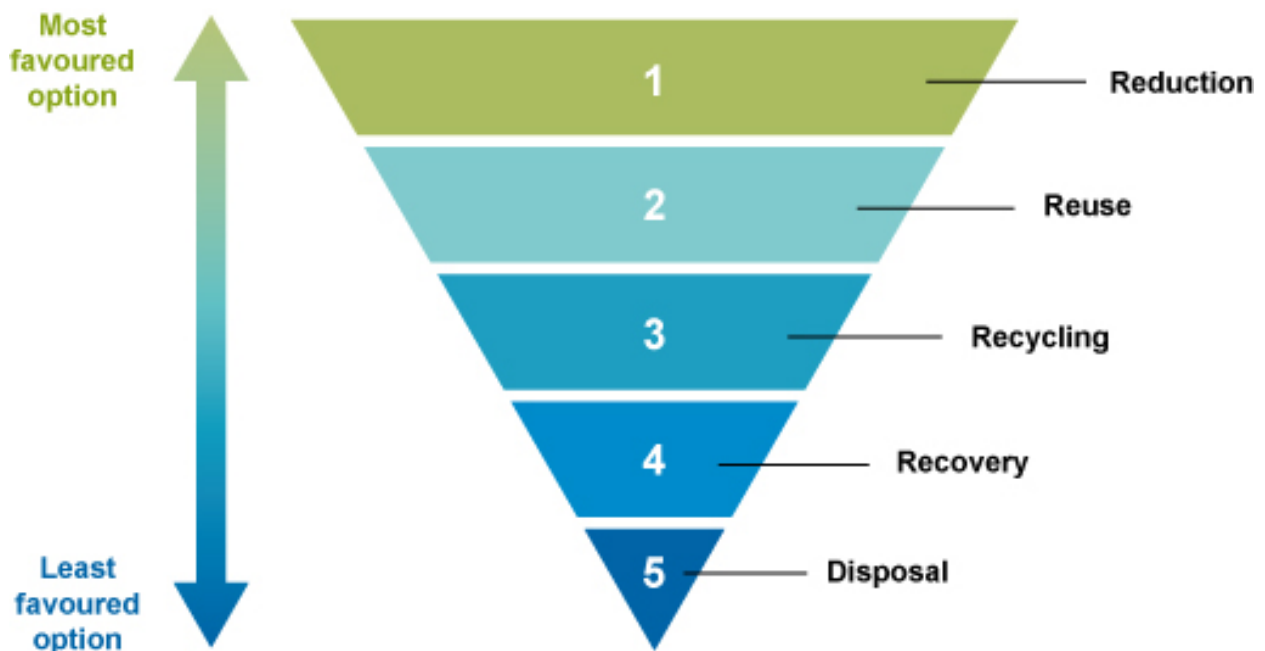 Most
favoured
option
1
Reduction
2
Reuse
3
Recycling
4
Recovery
5
Disposal
Least
favoured
option